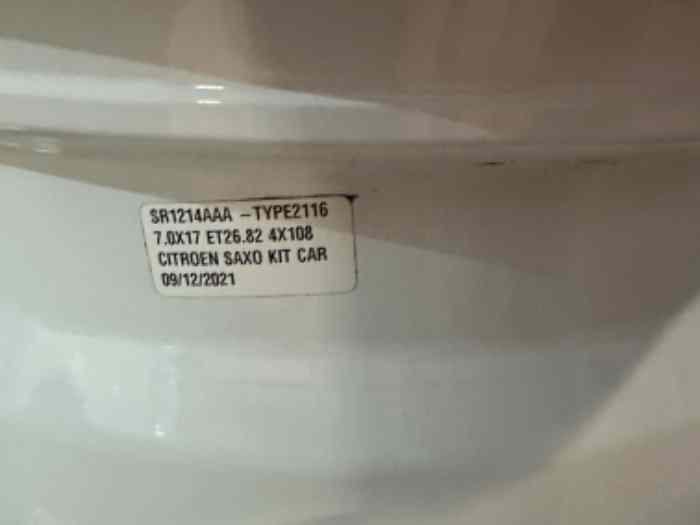 SR1214AAA -TYPE2116
7.0X17 ET26.82 4X108
CITROEN SAXO KIT CAR
09/12/2021